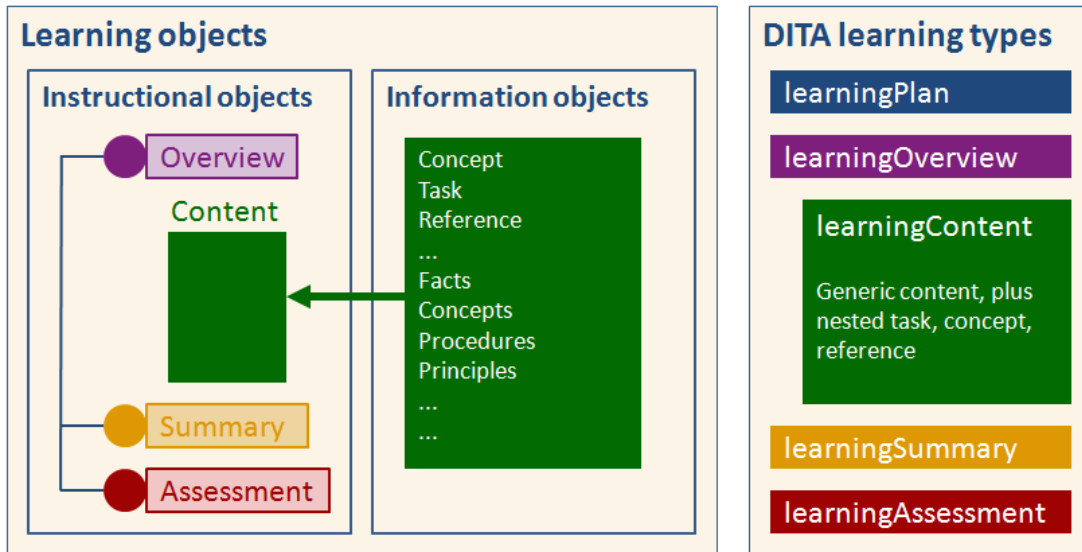 Learning objects
Instructional objects
Overview
Content
Summary
Assessment
Information objects
Concept
Task
Reference
...
Facts
Concepts
Procedures
Principles
...
...
DITA learning types
learningPlan
learningOverview
learningContent
Generic content, plus
nested task, concept,
reference
learningSummary
learningAssessment